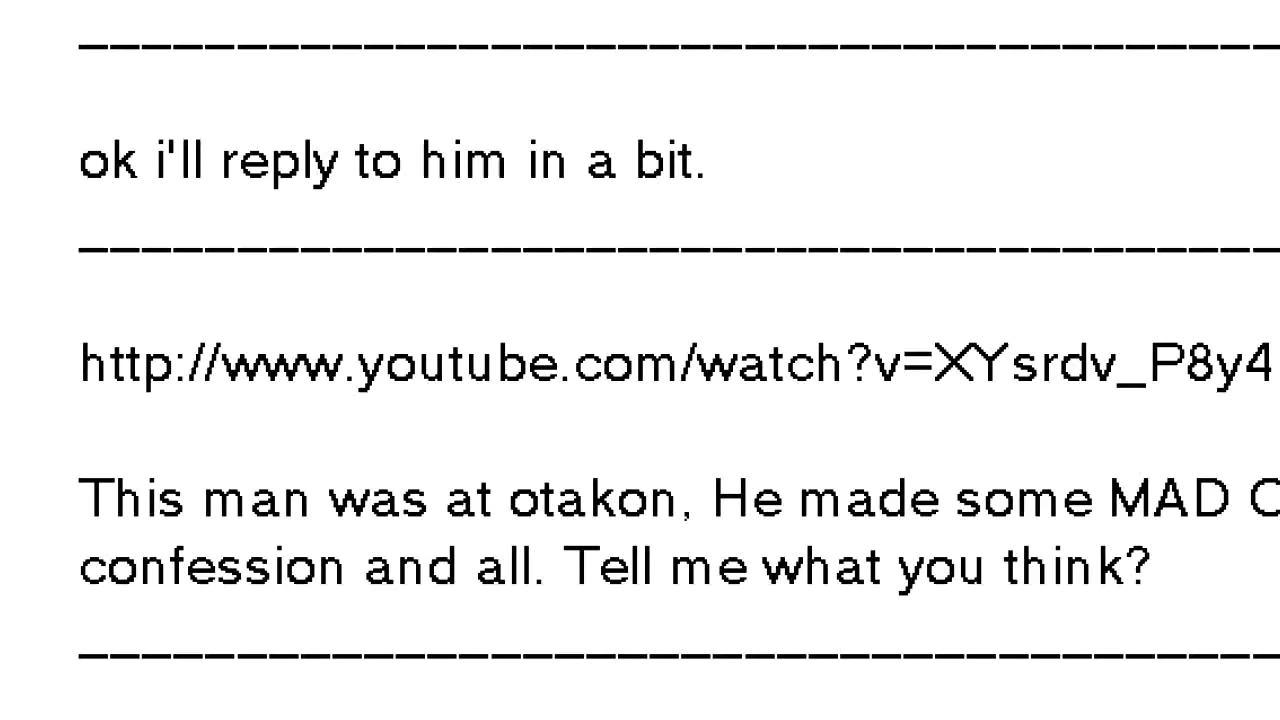 ok i'll reply to him in a bit.
http://www.youtube.com/watch?v=XYsrdv_P8y4
This man was at otakon, He made some MAD
confession and all. Tell me what you think?